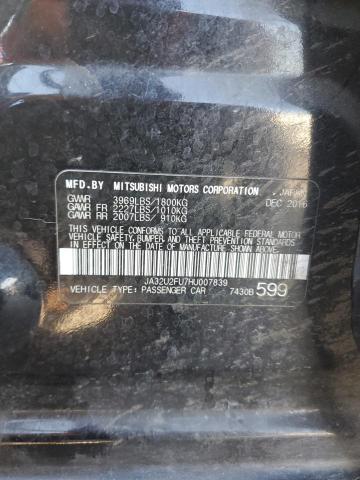 MFD.BY MITSUBISHI MOTORS CORPORATION, JAPAN
GVWR 3969LBS/1800KG DEC 2016
GAWR FR 2227LBS/1010KG
GAWR RR 2007LBS/ 910KG
THIS VEHICLE CONFORMS TO ALL APPLICABLE FEDERAL MOTOR
VEHICLE SAFETY, BUMPER, AND THEFT PREVENTION STANDARDS
IN EFFECT ON THE DATE OF MANUFACTURE SHOWN ABOVE.
JA32U2FU7HU007839
VEHICLE TYPE: PASSENGER CAR 7430B 599